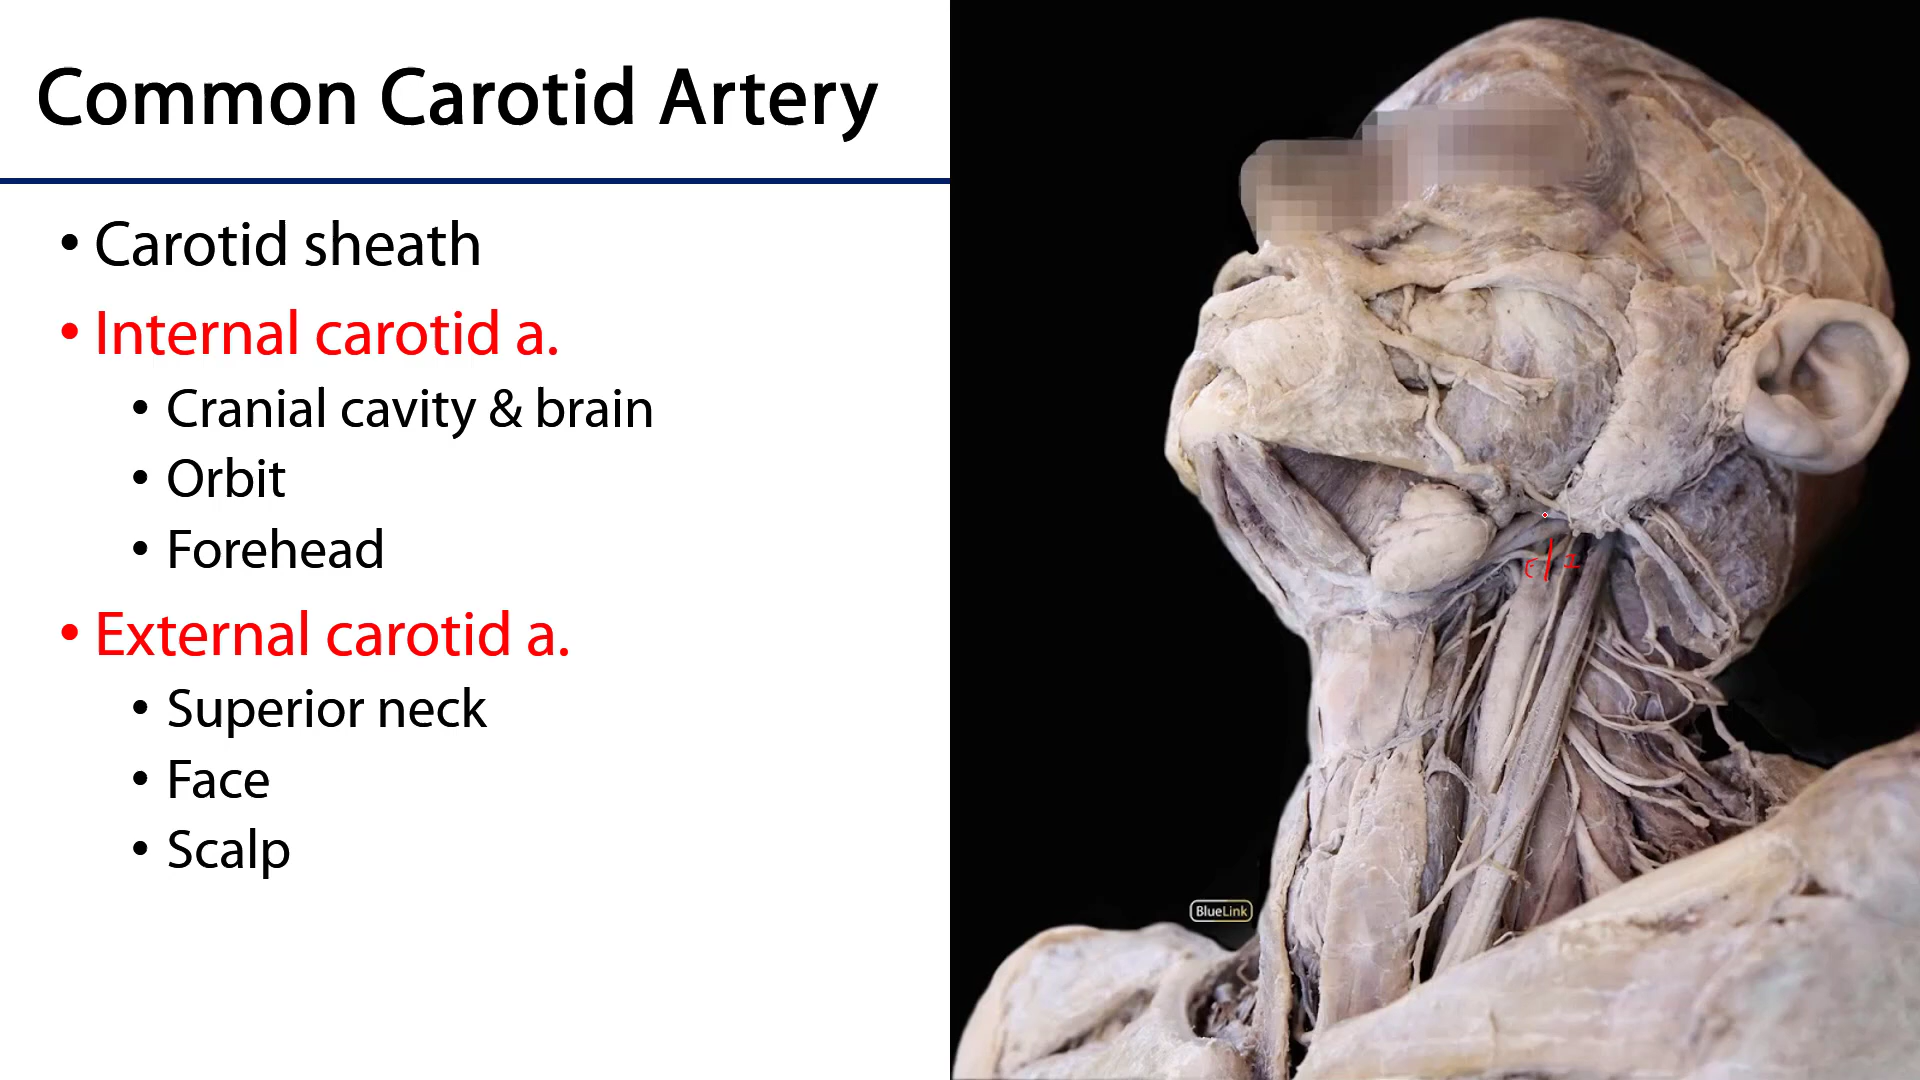 Common Carotid Artery
• Carotid sheath
• Internal carotid a.
• Cranial cavity & brain
• Orbit
• Forehead
• External carotid a.
• Superior neck
• Face
• Scalp
E/I
BlueLink